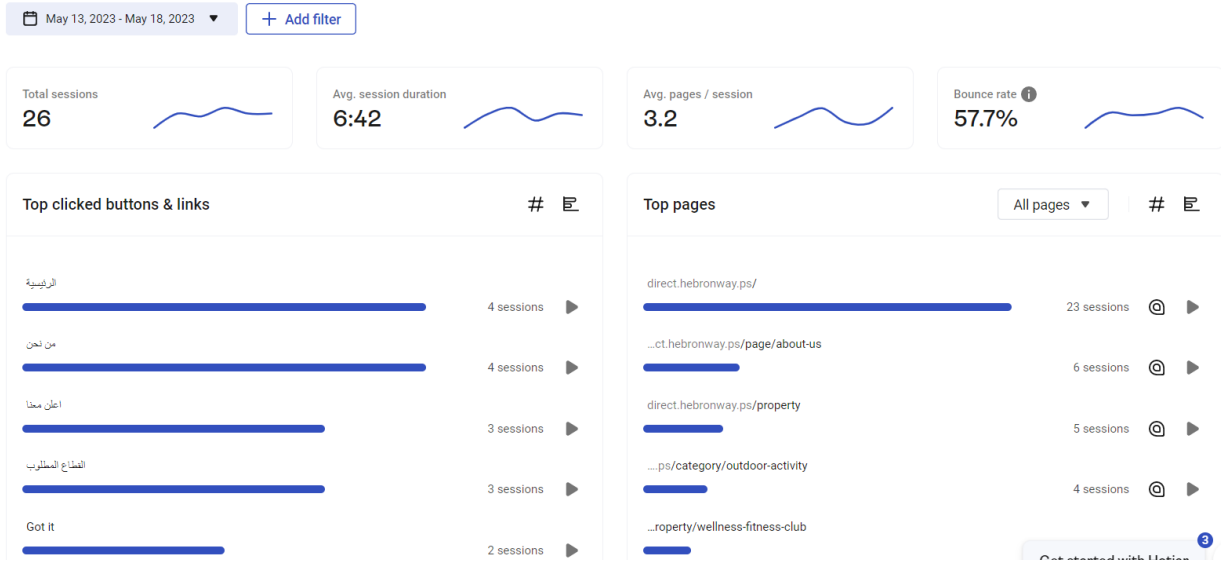 May 13, 2023 - May 18, 2023
Add filter
Total sessions
26
Avg. session duration
6:42
Avg. pages / session
3.2
Bounce rate
57.7%
Top clicked buttons & links
الرئيسية
4 sessions
من نحن
4 sessions
اعلن معنا
3 sessions
القطاع المطلوب
3 sessions
Got it
2 sessions
Top pages
All pages
direct.hebronway.ps/
23 sessions
...ct.hebronway.ps/page/about-us
6 sessions
direct.hebronway.ps/property
5 sessions
....ps/category/outdoor-activity
4 sessions
...roperty/wellness-fitness-club
3
Get started with Hotjar